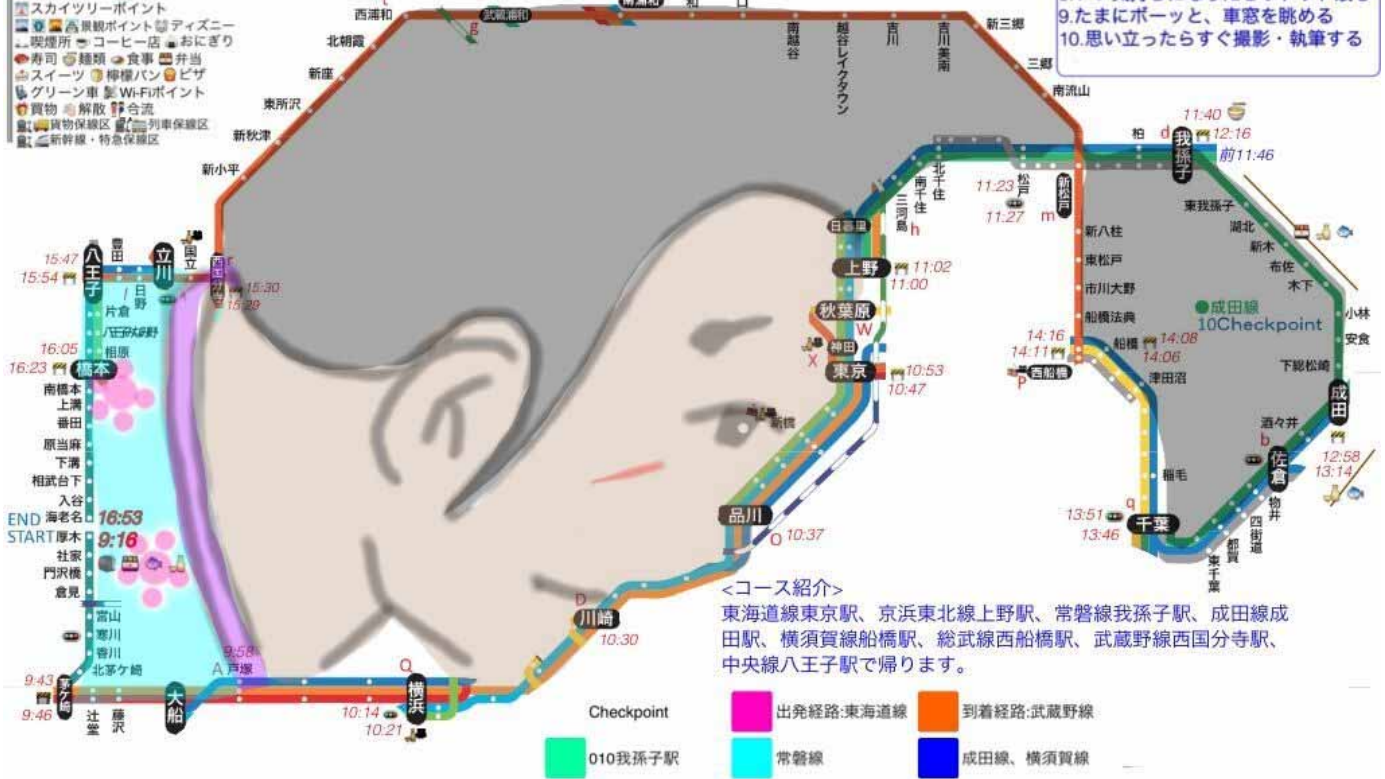 スカイツリーポイント
景観ポイント ディズニー
喫煙所 コーヒー店 おにぎり
寿司 麺類 食事 弁当
スイーツ 檸檬パン ピザ
グリーン車 Wi-Fiポイント
買物 解散 合流
貨物保線区 列車保線区
新幹線・特急保線区
9.たまにボーッと、車窓を眺める
10.思い立ったらすぐ撮影・執筆する
西浦和
武蔵浦和
南浦和
g
北朝霞
新座
東所沢
新秋津
新小平
南越谷
越谷レイクタウン
吉川
吉川美南
新三郷
三郷
南流山
11:40
12:16
前11:46
d
我孫子
柏
北千住
南千住
三河島
h
松戸
11:23
11:27
新松戸
m
新八柱
東松戸
市川大野
船橋法典
東我孫子
湖北
新木
布佐
木下
小林
安食
下総松崎
成田
●成田線
10Checkpoint
日暮里
上野
11:02
11:00
秋葉原
W
神田
X
東京
10:53
10:47
新橋
品川
O 10:37
14:16
14:11
西船橋
P
船橋
14:08
14:06
津田沼
稲毛
q
千葉
13:51
13:46
酒々井
b
佐倉
12:58
13:14
物井
四街道
都賀
東千葉
15:47
15:54
八王子
豊田
日野
立川
国立
r
15:30
15:29
片倉
相原
16:05
16:23
橋本
南橋本
上溝
番田
原当麻
下溝
相武台下
入谷
END 海老名 16:53
START 厚木 9:16
社家
門沢橋
倉見
宮山
寒川
香川
北茅ケ崎
9:43
9:46
茅ケ崎
辻堂
藤沢
大船
9:58
A 戸塚
Q
横浜
10:14
10:21
D
川崎
10:30
<コース紹介>
東海道線東京駅、京浜東北線上野駅、常磐線我孫子駅、成田線成
田駅、横須賀線船橋駅、総武線西船橋駅、武蔵野線西国分寺駅、
中央線八王子駅で帰ります。
Checkpoint
出発経路:東海道線
到着経路:武蔵野線
010我孫子駅
常磐線
成田線、横須賀線